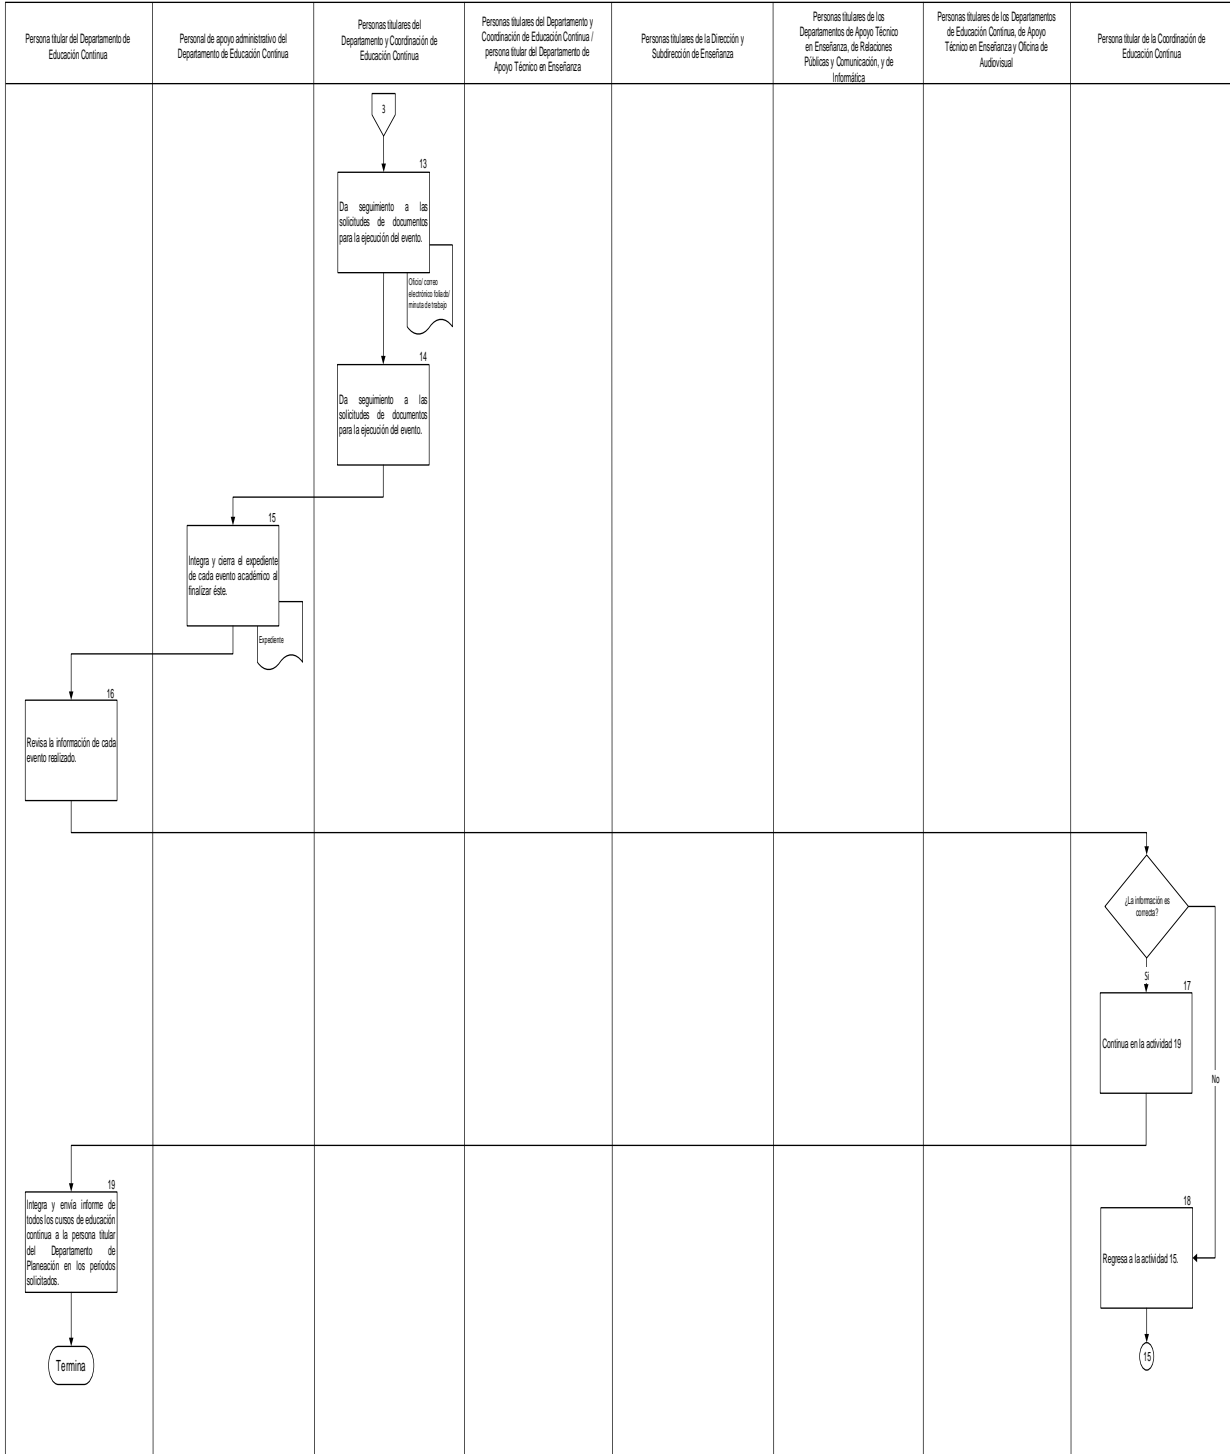 Persona titular del Departamento de
Educación Continua
Personal de apoyo administrativo del
Departamento de Educación Continua
Personas titulares del
Departamento y Coordinación de
Educación Continua
Personas titulares del Departamento y
Coordinación de Educación Continua /
persona titular del Departamento de
Apoyo Técnico en Enseñanza
Personas titulares de la Dirección y
Subdirección de Enseñanza
Personas titulares de los
Departamentos de Apoyo Técnico
en Enseñanza, de Relaciones
Públicas y Comunicación, y de
Informática
Personas titulares de los Departamentos
de Educación Continua, de Apoyo
Técnico en Enseñanza y Oficina de
Audiovisual
Persona titular de la Coordinación de
Educación Continua
3
13
Da seguimiento a las
solicitudes de documentos
para la ejecución del evento.
Oficio/ correo
electrónico foliado/
minuta de trabajo
14
Da seguimiento a las
solicitudes de documentos
para la ejecución del evento.
15
Integra y cierra el expediente
de cada evento académico al
finalizar éste.
Expediente
16
Revisa la información de cada
evento realizado.
¿La información es
correcta?
Si
17
Continua en la actividad 19
No
19
Integra y envía informe de
todos los cursos de educación
continua a la persona titular
del Departamento de
Planeación en los períodos
solicitados.
18
Regresa a la actividad 15.
Termina
15